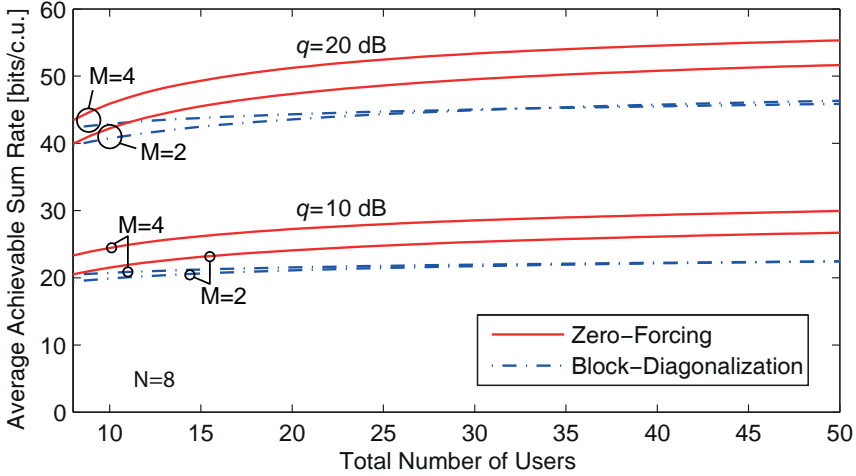 Average Achievable Sum Rate [bits/c.u.]
60
50
40
30
20
10
0
q=20 dB
M=4
M=2
q=10 dB
M=4
M=2
Zero−Forcing
Block−Diagonalization
N=8
10
15
20
25
30
35
40
45
50
Total Number of Users